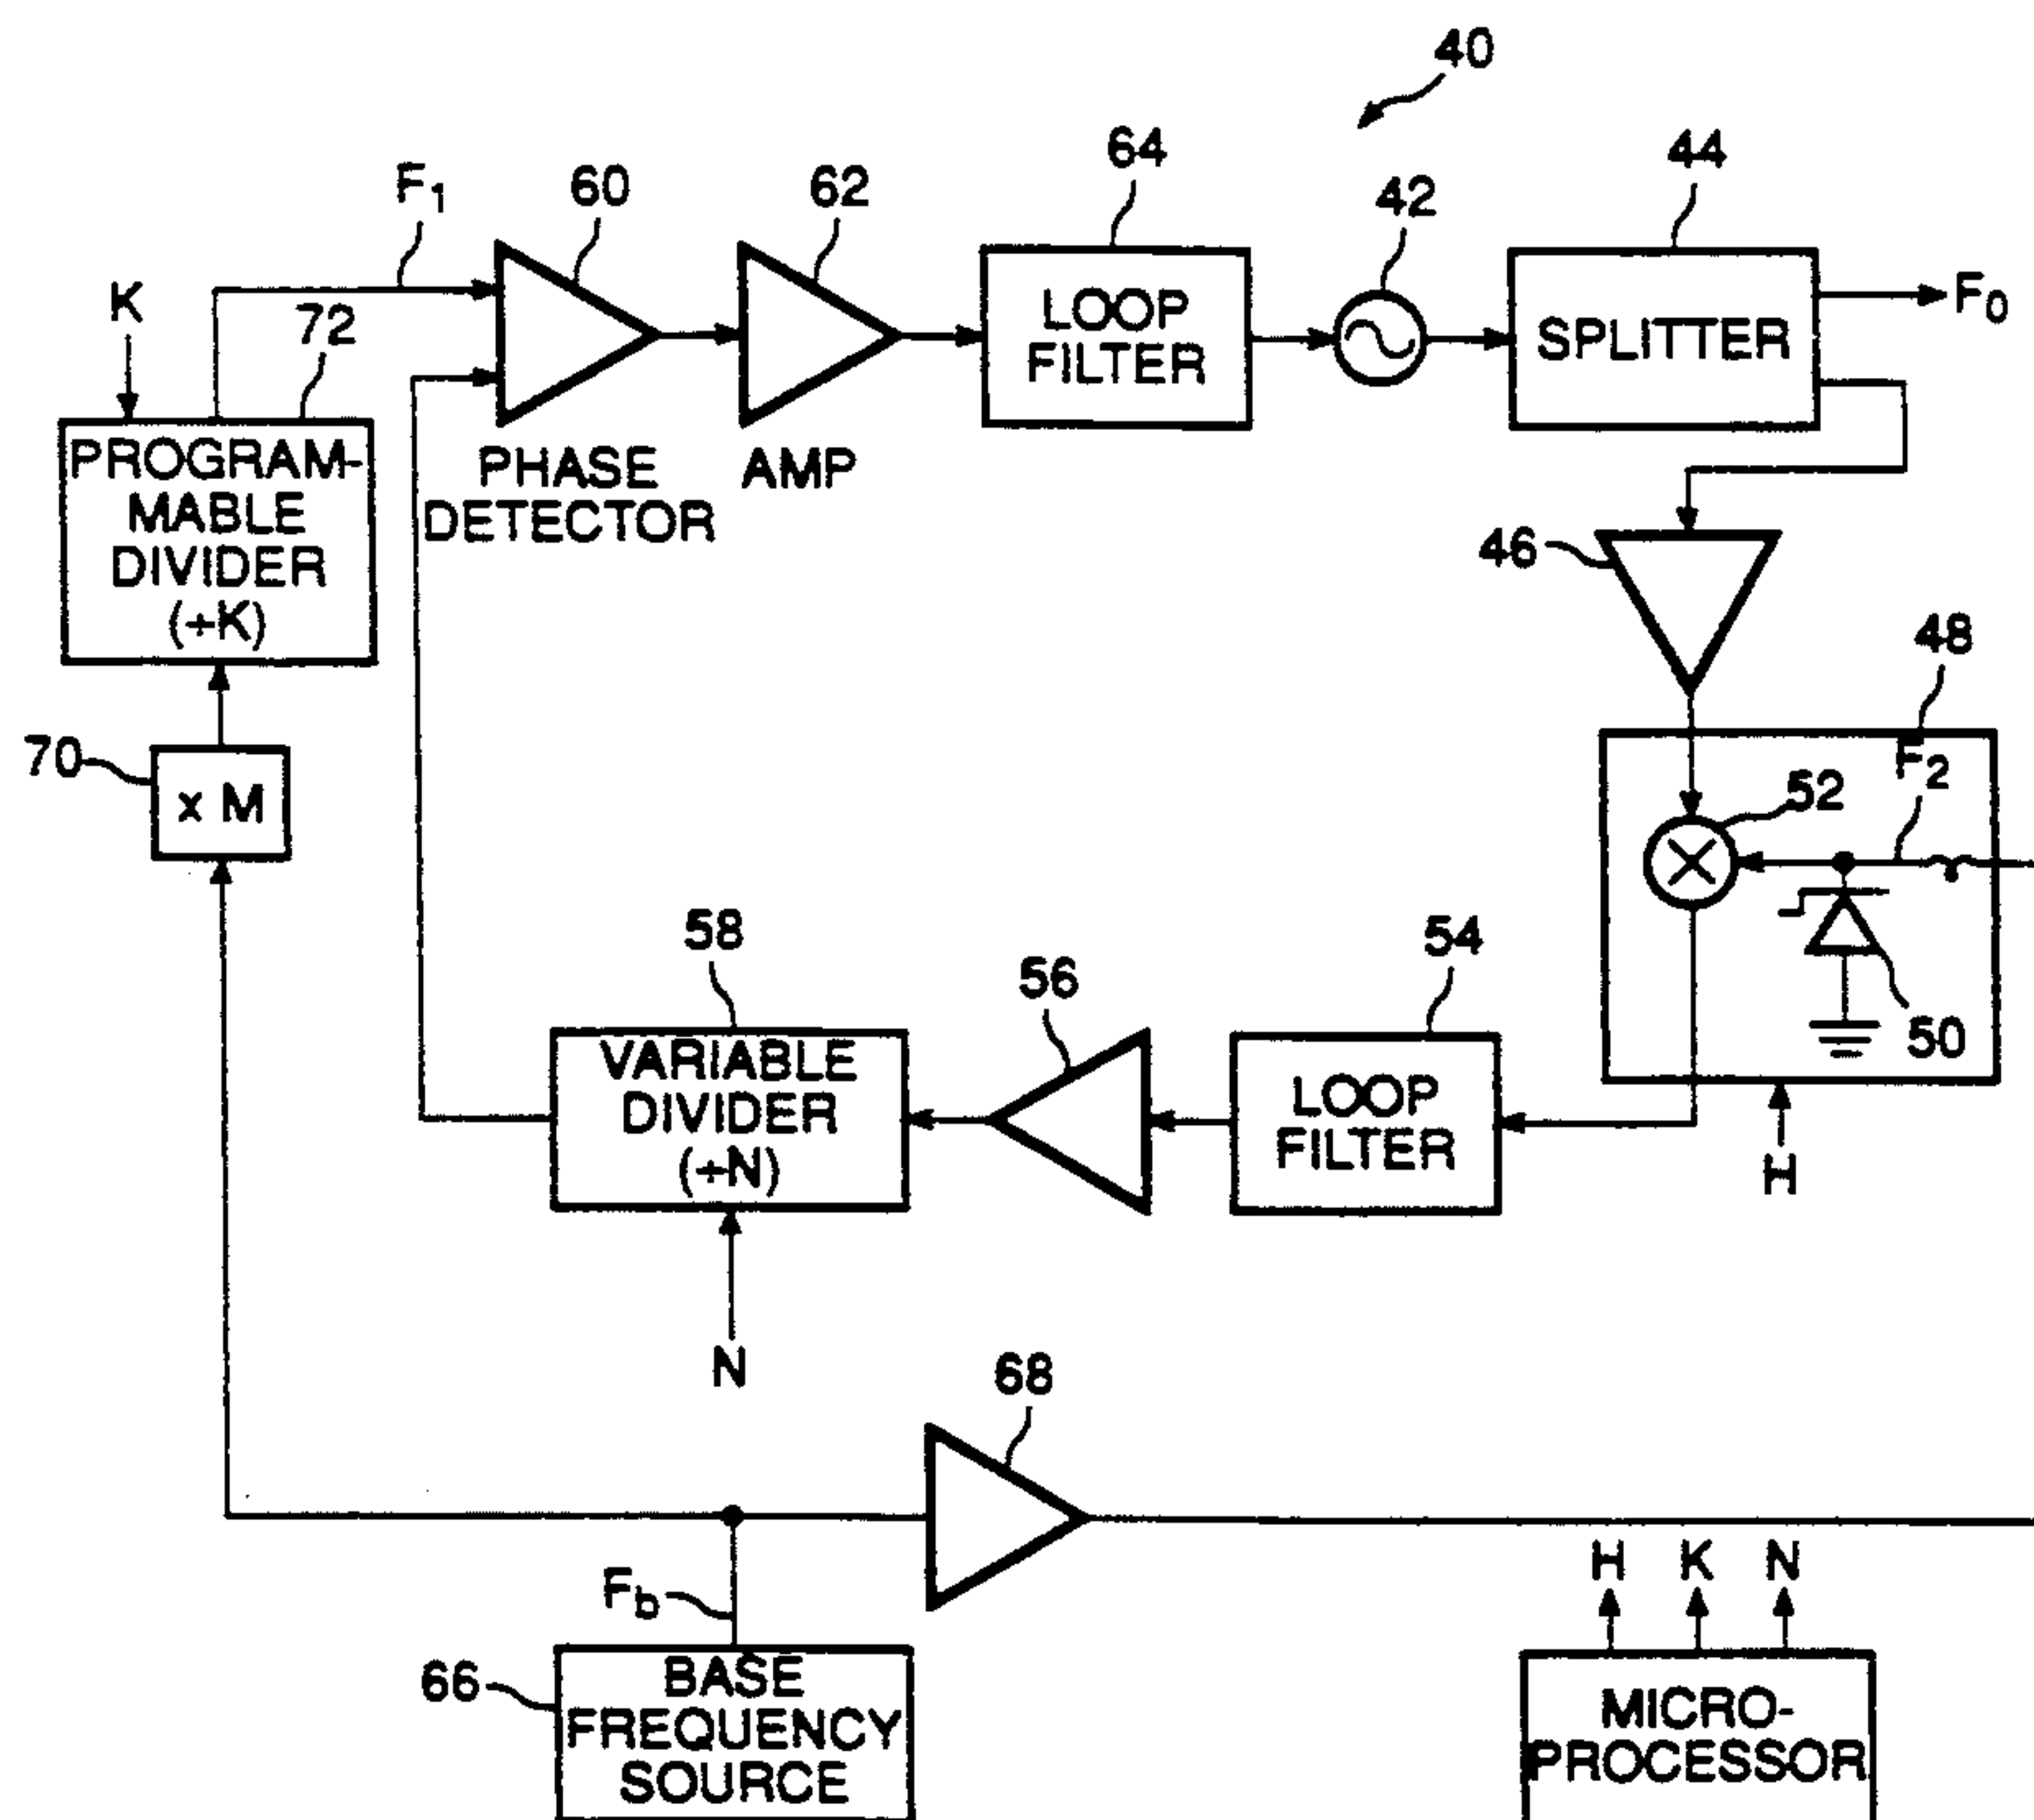 40
64
44
F1
60
62
42
K
72
LOOP
FILTER
SPLITTER
F0
PROGRAM-
MABLE
DIVIDER
(÷K)
PHASE
DETECTOR
AMP
46
48
70
x M
F2
52
58
54
56
50
VARIABLE
DIVIDER
(÷N)
LOOP
FILTER
H
N
68
H K N
Fb
66
BASE
FREQUENCY
SOURCE
MICRO-
PROCESSOR